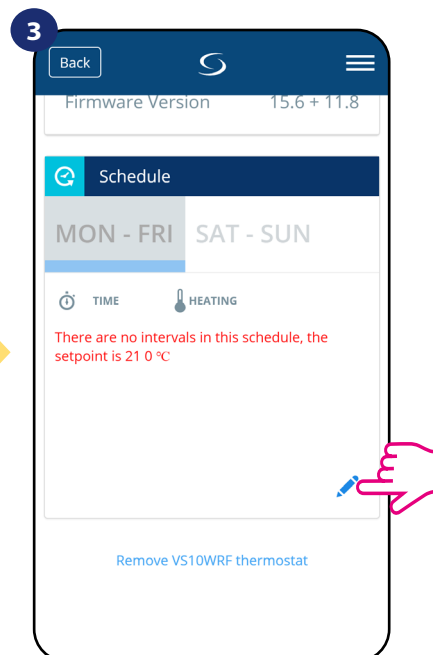 3
Back
Firmware Version 15.6 + 11.8
Schedule
MON - FRI SAT - SUN
TIME HEATING
There are no intervals in this schedule, the
setpoint is 21 0 °C
Remove VS10WRF thermostat